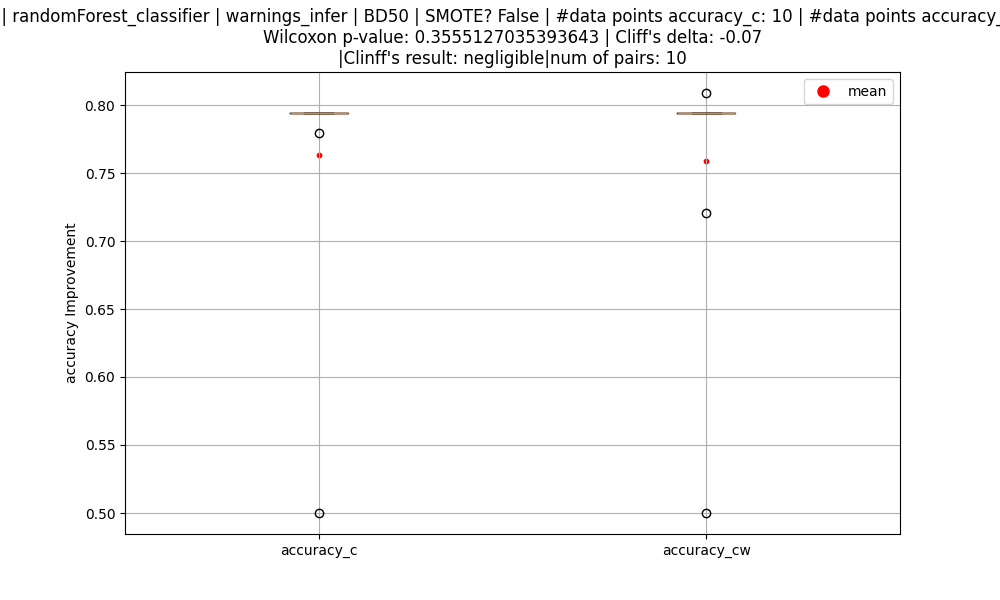 | randomForest_classifier | warnings_infer | BD50 | SMOTE? False | #data points accuracy_c: 10 | #data points accuracy_
Wilcoxon p-value: 0.3555127035393643 | Cliff's delta: -0.07
|Clinff's result: negligible|num of pairs: 10
mean
0.80
0.75
0.70
0.65
0.60
0.55
0.50
accuracy Improvement
accuracy_c
accuracy_cw